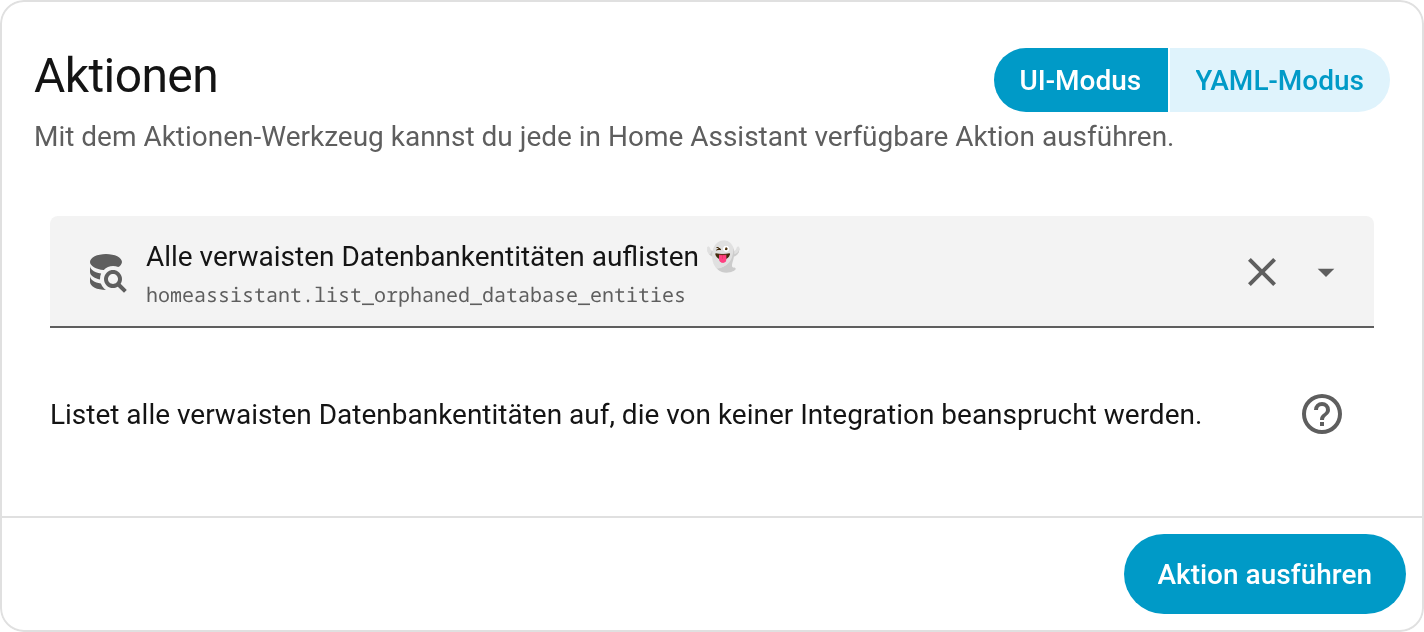 Aktionen
UI-Modus
YAML-Modus
Mit dem Aktionen-Werkzeug kannst du jede in Home Assistant verfügbare Aktion ausführen.
Alle verwaisten Datenbankentitäten auflisten 👻
homeassistant.list_orphaned_database_entities
Listet alle verwaisten Datenbankentitäten auf, die von keiner Integration beansprucht werden.
Aktion ausführen